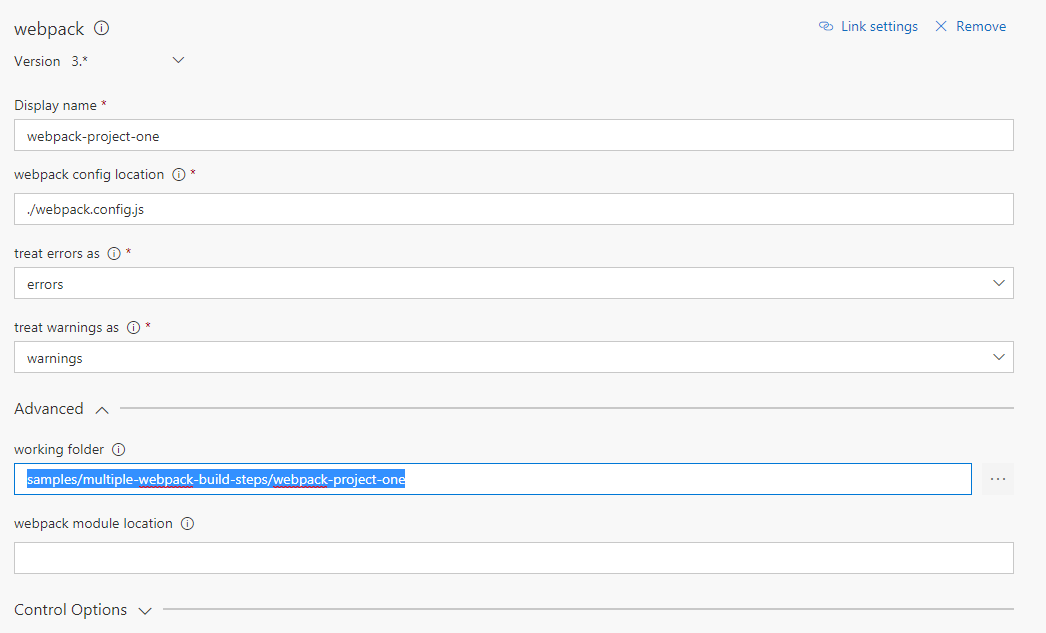 webpack
Link settings
Remove
Version 3.*
Display name *
webpack-project-one
webpack config location *
./webpack.config.js
treat errors as *
errors
treat warnings as *
warnings
Advanced
working folder
samples/multiple-webpack-build-steps/webpack-project-one
...
webpack module location
Control Options